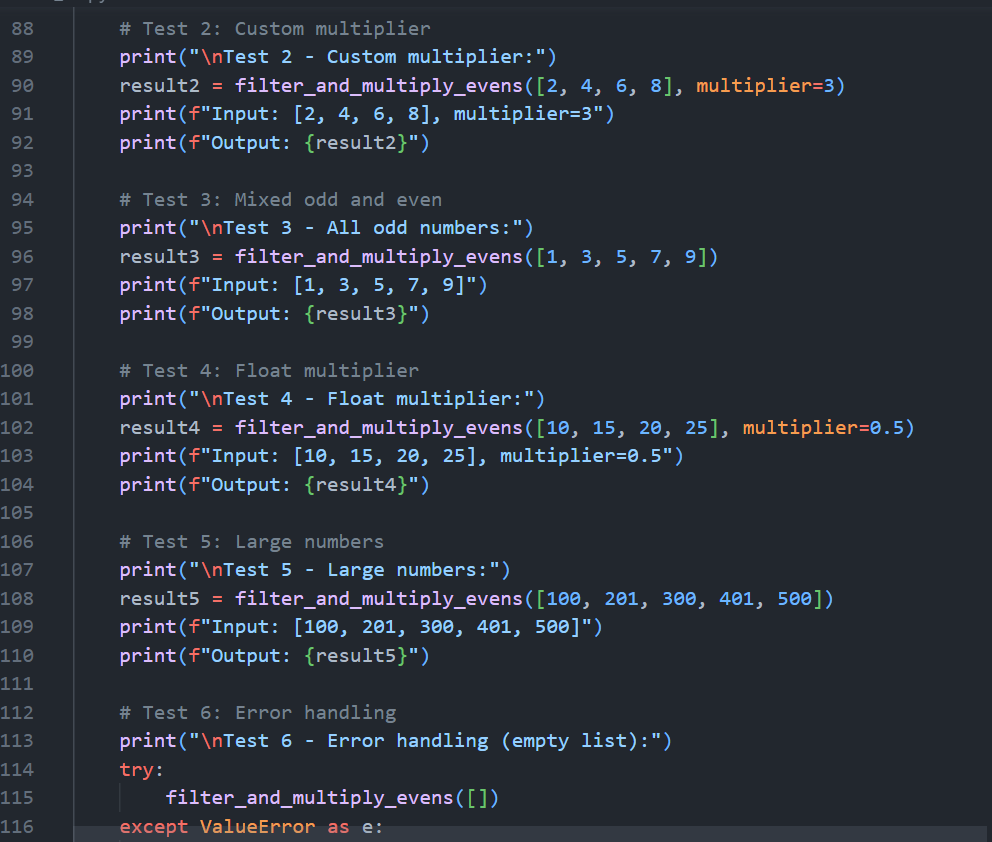 88 # Test 2: Custom multiplier
89 print("\nTest 2 - Custom multiplier:")
90 result2 = filter_and_multiply_evens([2, 4, 6, 8], multiplier=3)
91 print(f"Input: [2, 4, 6, 8], multiplier=3")
92 print(f"Output: {result2}")
93
94 # Test 3: Mixed odd and even
95 print("\nTest 3 - All odd numbers:")
96 result3 = filter_and_multiply_evens([1, 3, 5, 7, 9])
97 print(f"Input: [1, 3, 5, 7, 9]")
98 print(f"Output: {result3}")
99
100 # Test 4: Float multiplier
101 print("\nTest 4 - Float multiplier:")
102 result4 = filter_and_multiply_evens([10, 15, 20, 25], multiplier=0.5)
103 print(f"Input: [10, 15, 20, 25], multiplier=0.5")
104 print(f"Output: {result4}")
105
106 # Test 5: Large numbers
107 print("\nTest 5 - Large numbers:")
108 result5 = filter_and_multiply_evens([100, 201, 300, 401, 500])
109 print(f"Input: [100, 201, 300, 401, 500]")
110 print(f"Output: {result5}")
111
112 # Test 6: Error handling
113 print("\nTest 6 - Error handling (empty list):")
114 try:
115 filter_and_multiply_evens([])
116 except ValueError as e: